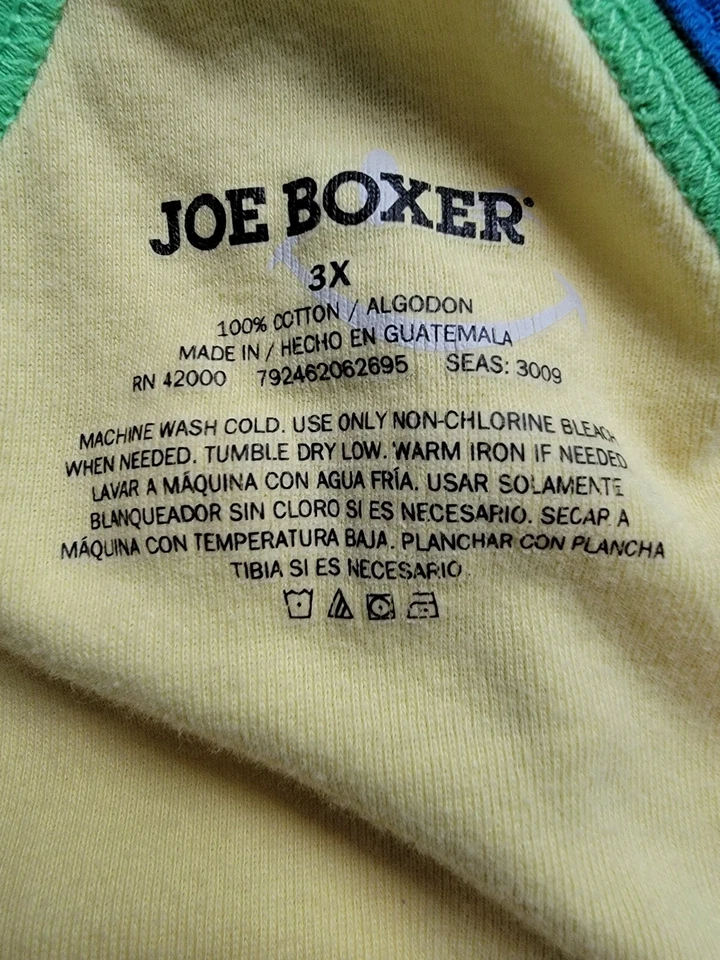 JOE BOXER
3X
100% COTTON / ALGODON
MADE IN / HECHO EN GUATEMALA
RN 42000 792462062695 SEAS: 3009
MACHINE WASH COLD. USE ONLY NON-CHLORINE BLEACH
WHEN NEEDED. TUMBLE DRY LOW. WARM IRON IF NEEDED
LAVAR A MÁQUINA CON AGUA FRÍA. USAR SOLAMENTE
BLANQUEADOR SIN CLORO SI ES NECESARIO. SECAR A
MÁQUINA CON TEMPERATURA BAJA. PLANCHAR CON PLANCHA
TIBIA SI ES NECESARIO